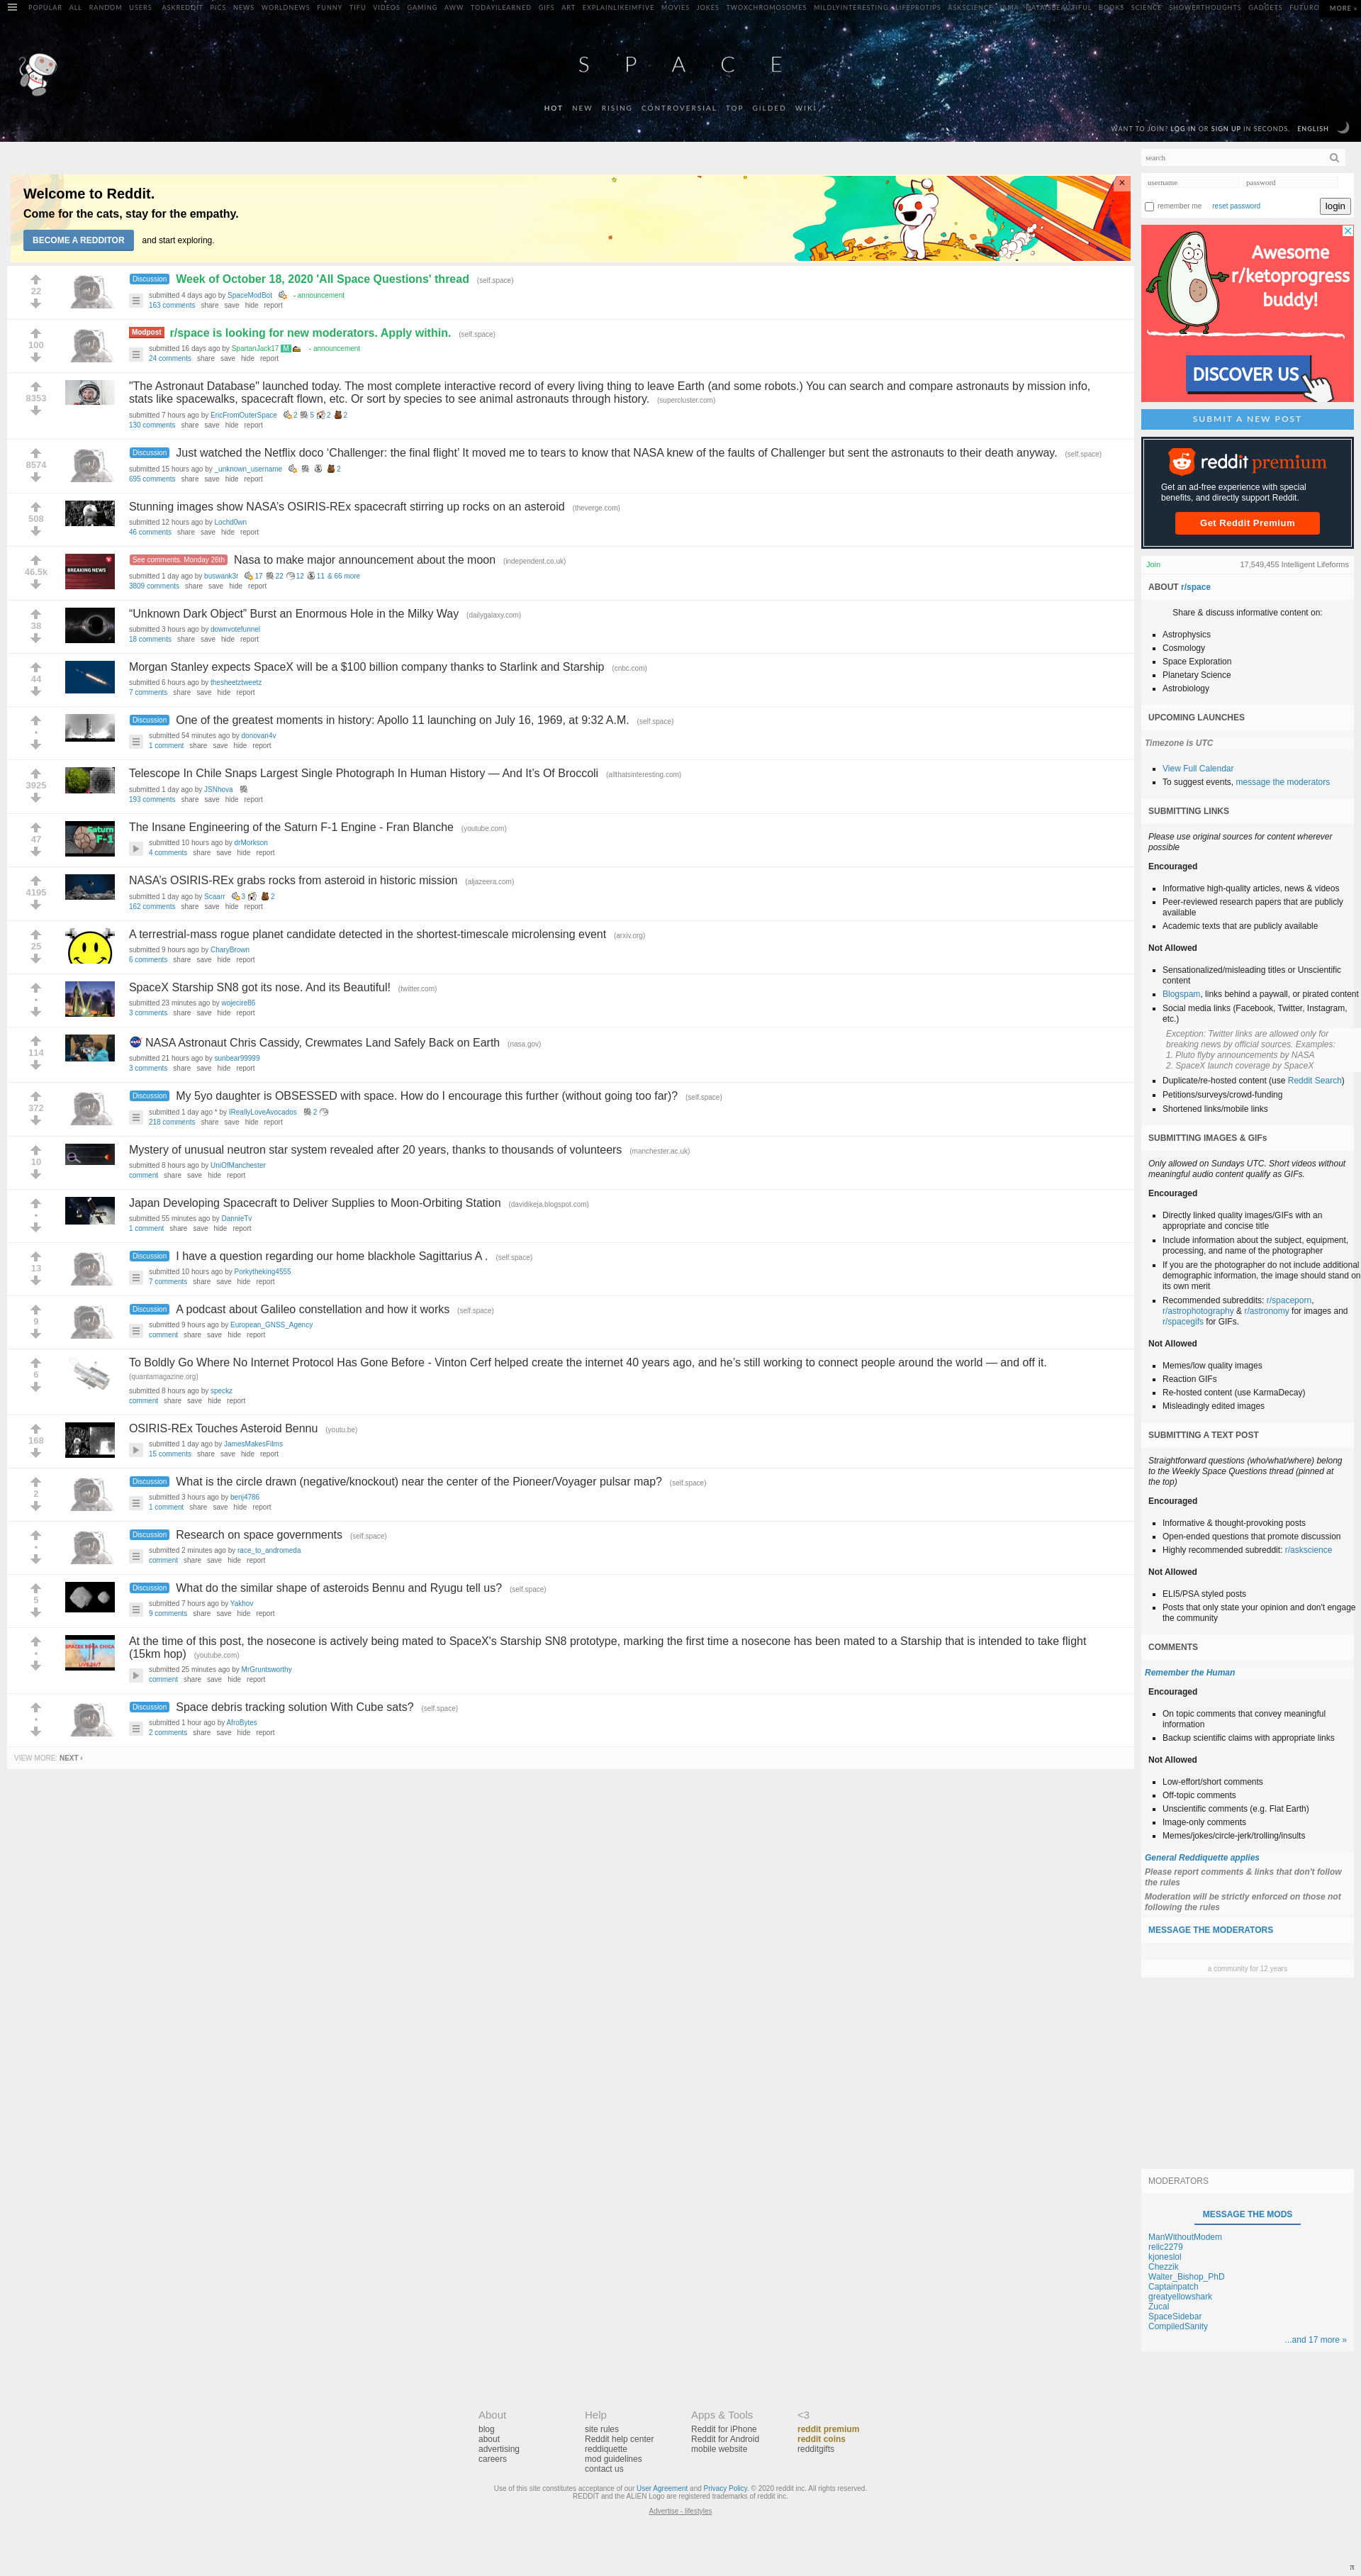 POPULAR ALL RANDOM USERS ASKREDDIT PICS NEWS WORLDNEWS FUNNY TIFU VIDEOS GAMING AWW TODAYILEARNED GIFS ART EXPLAINLIKEIMFIVE MOVIES JOKES TWOXCHROMOSOMES MILDLYINTERESTING LIFEPROTIPS ASKSCIENCE IAMA DATAISBEAUTIFUL BOOKS SCIENCE SHOWERTHOUGHTS GADGETS FUTURO MORE »
SPACE
HOT NEW RISING CONTROVERSIAL TOP GILDED WIKI
WANT TO JOIN? LOG IN OR SIGN UP IN SECONDS. ENGLISH
Welcome to Reddit.
Come for the cats, stay for the empathy.
BECOME A REDDITOR and start exploring.
22
Discussion Week of October 18, 2020 'All Space Questions' thread (self.space)
submitted 4 days ago by SpaceModBot - announcement
163 comments share save hide report
100
Modpost r/space is looking for new moderators. Apply within. (self.space)
submitted 16 days ago by SpartanJack17 M - announcement
24 comments share save hide report
8353
"The Astronaut Database" launched today. The most complete interactive record of every living thing to leave Earth (and some robots.) You can search and compare astronauts by mission info,
stats like spacewalks, spacecraft flown, etc. Or sort by species to see animal astronauts through history. (supercluster.com)
submitted 7 hours ago by EricFromOuterSpace 2 5 2 2
130 comments share save hide report
8574
Discussion Just watched the Netflix doco 'Challenger: the final flight' It moved me to tears to know that NASA knew of the faults of Challenger but sent the astronauts to their death anyway. (self.space)
submitted 15 hours ago by _unknown_username 2
695 comments share save hide report
508
Stunning images show NASA's OSIRIS-REx spacecraft stirring up rocks on an asteroid (theverge.com)
submitted 12 hours ago by Lochd0wn
46 comments share save hide report
46.5k
BREAKING NEWS
See comments. Monday 26th Nasa to make major announcement about the moon (independent.co.uk)
submitted 1 day ago by buswank3r 17 22 12 11 & 66 more
3809 comments share save hide report
38
“Unknown Dark Object” Burst an Enormous Hole in the Milky Way (dailygalaxy.com)
submitted 3 hours ago by downvotefunnel
18 comments share save hide report
44
Morgan Stanley expects SpaceX will be a $100 billion company thanks to Starlink and Starship (cnbc.com)
submitted 6 hours ago by thesheetztweetz
7 comments share save hide report
•
Discussion One of the greatest moments in history: Apollo 11 launching on July 16, 1969, at 9:32 A.M. (self.space)
submitted 54 minutes ago by donovan4v
1 comment share save hide report
3925
Telescope In Chile Snaps Largest Single Photograph In Human History — And It's Of Broccoli (allthatsinteresting.com)
submitted 1 day ago by JSNhova
193 comments share save hide report
47
Saturn F-1
The Insane Engineering of the Saturn F-1 Engine - Fran Blanche (youtube.com)
submitted 10 hours ago by drMorkson
4 comments share save hide report
4195
NASA's OSIRIS-REx grabs rocks from asteroid in historic mission (aljazeera.com)
submitted 1 day ago by Scaarr 3 2
162 comments share save hide report
25
A terrestrial-mass rogue planet candidate detected in the shortest-timescale microlensing event (arxiv.org)
submitted 9 hours ago by CharyBrown
6 comments share save hide report
•
SpaceX Starship SN8 got its nose. And its Beautiful! (twitter.com)
submitted 23 minutes ago by wojecire86
3 comments share save hide report
114
NASA Astronaut Chris Cassidy, Crewmates Land Safely Back on Earth (nasa.gov)
submitted 21 hours ago by sunbear99999
3 comments share save hide report
372
Discussion My 5yo daughter is OBSESSED with space. How do I encourage this further (without going too far)? (self.space)
submitted 1 day ago * by IReallyLoveAvocados 2
218 comments share save hide report
10
Mystery of unusual neutron star system revealed after 20 years, thanks to thousands of volunteers (manchester.ac.uk)
submitted 8 hours ago by UniOfManchester
comment share save hide report
•
Japan Developing Spacecraft to Deliver Supplies to Moon-Orbiting Station (davidikeja.blogspot.com)
submitted 55 minutes ago by DannieTv
1 comment share save hide report
13
Discussion I have a question regarding our home blackhole Sagittarius A . (self.space)
submitted 10 hours ago by Porkytheking4555
7 comments share save hide report
9
Discussion A podcast about Galileo constellation and how it works (self.space)
submitted 9 hours ago by European_GNSS_Agency
comment share save hide report
6
To Boldly Go Where No Internet Protocol Has Gone Before - Vinton Cerf helped create the internet 40 years ago, and he's still working to connect people around the world — and off it.
(quantamagazine.org)
submitted 8 hours ago by speckz
comment share save hide report
168
OSIRIS-REx Touches Asteroid Bennu (youtu.be)
submitted 1 day ago by JamesMakesFilms
15 comments share save hide report
2
Discussion What is the circle drawn (negative/knockout) near the center of the Pioneer/Voyager pulsar map? (self.space)
submitted 3 hours ago by benj4786
1 comment share save hide report
•
Discussion Research on space governments (self.space)
submitted 2 minutes ago by race_to_andromeda
comment share save hide report
5
Discussion What do the similar shape of asteroids Bennu and Ryugu tell us? (self.space)
submitted 7 hours ago by Yakhov
9 comments share save hide report
•
SPACEX BOCA CHICA
LIVE 24/7
At the time of this post, the nosecone is actively being mated to SpaceX's Starship SN8 prototype, marking the first time a nosecone has been mated to a Starship that is intended to take flight
(15km hop) (youtube.com)
submitted 25 minutes ago by MrGruntsworthy
comment share save hide report
•
Discussion Space debris tracking solution With Cube sats? (self.space)
submitted 1 hour ago by AfroBytes
2 comments share save hide report
VIEW MORE: NEXT ›
search
username password
remember me reset password login
Awesome
r/ketoprogress
buddy!
DISCOVER US
SUBMIT A NEW POST
reddit premium
Get an ad-free experience with special
benefits, and directly support Reddit.
Get Reddit Premium
Join 17,549,455 Intelligent Lifeforms
ABOUT r/space
Share & discuss informative content on:
Astrophysics
Cosmology
Space Exploration
Planetary Science
Astrobiology
UPCOMING LAUNCHES
Timezone is UTC
View Full Calendar
To suggest events, message the moderators
SUBMITTING LINKS
Please use original sources for content wherever
possible
Encouraged
Informative high-quality articles, news & videos
Peer-reviewed research papers that are publicly
available
Academic texts that are publicly available
Not Allowed
Sensationalized/misleading titles or Unscientific
content
Blogspam, links behind a paywall, or pirated content
Social media links (Facebook, Twitter, Instagram,
etc.)
Exception: Twitter links are allowed only for
breaking news by official sources. Examples:
1. Pluto flyby announcements by NASA
2. SpaceX launch coverage by SpaceX
Duplicate/re-hosted content (use Reddit Search)
Petitions/surveys/crowd-funding
Shortened links/mobile links
SUBMITTING IMAGES & GIFs
Only allowed on Sundays UTC. Short videos without
meaningful audio content qualify as GIFs.
Encouraged
Directly linked quality images/GIFs with an
appropriate and concise title
Include information about the subject, equipment,
processing, and name of the photographer
If you are the photographer do not include additional
demographic information, the image should stand on
its own merit
Recommended subreddits: r/spaceporn,
r/astrophotography & r/astronomy for images and
r/spacegifs for GIFs.
Not Allowed
Memes/low quality images
Reaction GIFs
Re-hosted content (use KarmaDecay)
Misleadingly edited images
SUBMITTING A TEXT POST
Straightforward questions (who/what/where) belong
to the Weekly Space Questions thread (pinned at
the top)
Encouraged
Informative & thought-provoking posts
Open-ended questions that promote discussion
Highly recommended subreddit: r/askscience
Not Allowed
ELI5/PSA styled posts
Posts that only state your opinion and don't engage
the community
COMMENTS
Remember the Human
Encouraged
On topic comments that convey meaningful
information
Backup scientific claims with appropriate links
Not Allowed
Low-effort/short comments
Off-topic comments
Unscientific comments (e.g. Flat Earth)
Image-only comments
Memes/jokes/circle-jerk/trolling/insults
General Reddiquette applies
Please report comments & links that don't follow
the rules
Moderation will be strictly enforced on those not
following the rules
MESSAGE THE MODERATORS
a community for 12 years
MODERATORS
MESSAGE THE MODS
ManWithoutModem
relic2279
kjoneslol
Chezzik
Walter_Bishop_PhD
Captainpatch
greatyellowshark
Zucal
SpaceSidebar
CompiledSanity
...and 17 more »
About Help Apps & Tools <3
blog site rules Reddit for iPhone reddit premium
about Reddit help center Reddit for Android reddit coins
advertising reddiquette mobile website redditgifts
careers mod guidelines
contact us
Use of this site constitutes acceptance of our User Agreement and Privacy Policy. © 2020 reddit inc. All rights reserved.
REDDIT and the ALIEN Logo are registered trademarks of reddit inc.
Advertise - lifestyles
π